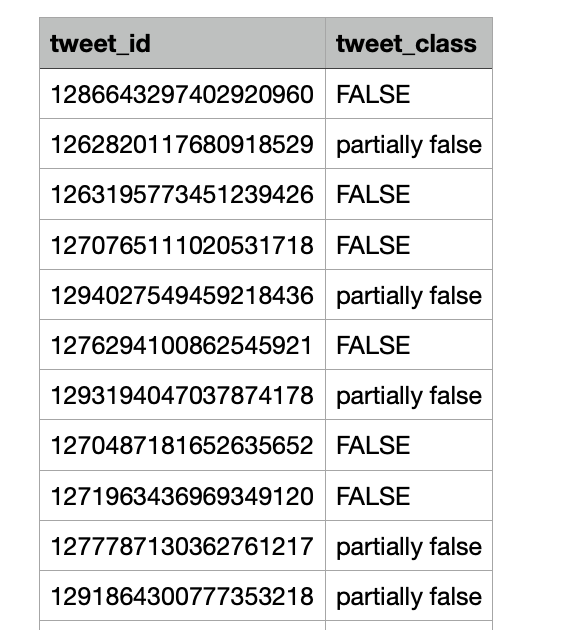 tweet_id tweet_class
1286643297402920960 FALSE
1262820117680918529 partially false
1263195773451239426 FALSE
1270765111020531718 FALSE
1294027549459218436 partially false
1276294100862545921 FALSE
1293194047037874178 partially false
1270487181652635652 FALSE
1271963436969349120 FALSE
1277787130362761217 partially false
1291864300777353218 partially false